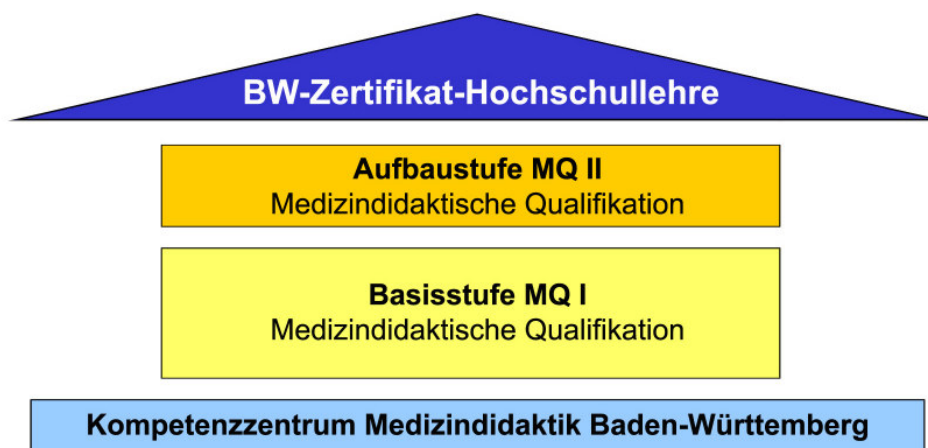 BW-Zertifikat-Hochschullehre
Aufbaustufe MQ II
Medizindidaktische Qualifikation
Basisstufe MQ I
Medizindidaktische Qualifikation
Kompetenzzentrum Medizindidaktik Baden-Württemberg